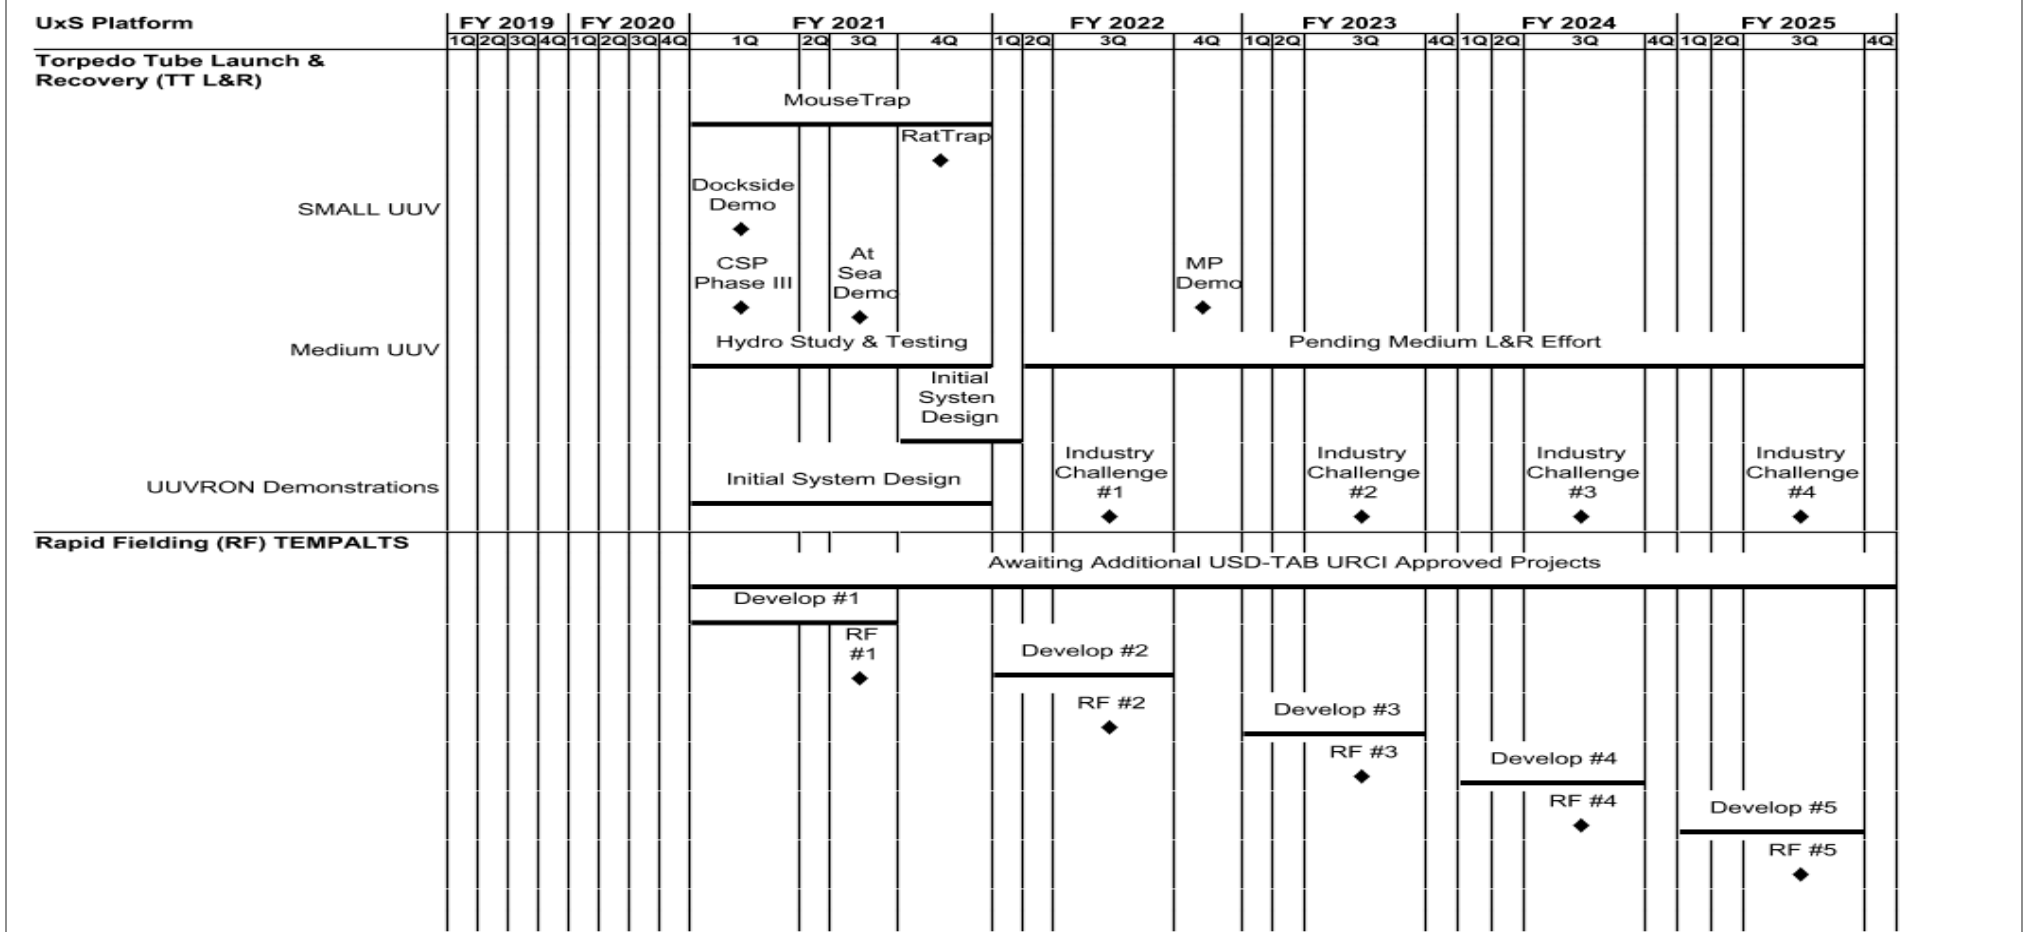 UxS Platform FY 2019 FY 2020 FY 2021 FY 2022 FY 2023 FY 2024 FY 2025
1Q 2Q 3Q 4Q 1Q 2Q 3Q 4Q 1Q 2Q 3Q 4Q 1Q 2Q 3Q 4Q 1Q 2Q 3Q 4Q 1Q 2Q 3Q 4Q 1Q 2Q 3Q 4Q
Torpedo Tube Launch &
Recovery (TT L&R)
MouseTrap
RatTrap
SMALL UUV
Dockside
Demo
CSP
Phase III
At
Sea
Demo
MP
Demo
Medium UUV
Hydro Study & Testing
Pending Medium L&R Effort
Initial
Systen
Design
UUVRON Demonstrations
Initial System Design
Industry
Challenge
#1
Industry
Challenge
#2
Industry
Challenge
#3
Industry
Challenge
#4
Rapid Fielding (RF) TEMPALTS
Awaiting Additional USD-TAB URCI Approved Projects
Develop #1
RF
#1
Develop #2
RF #2
Develop #3
RF #3
Develop #4
RF #4
Develop #5
RF #5